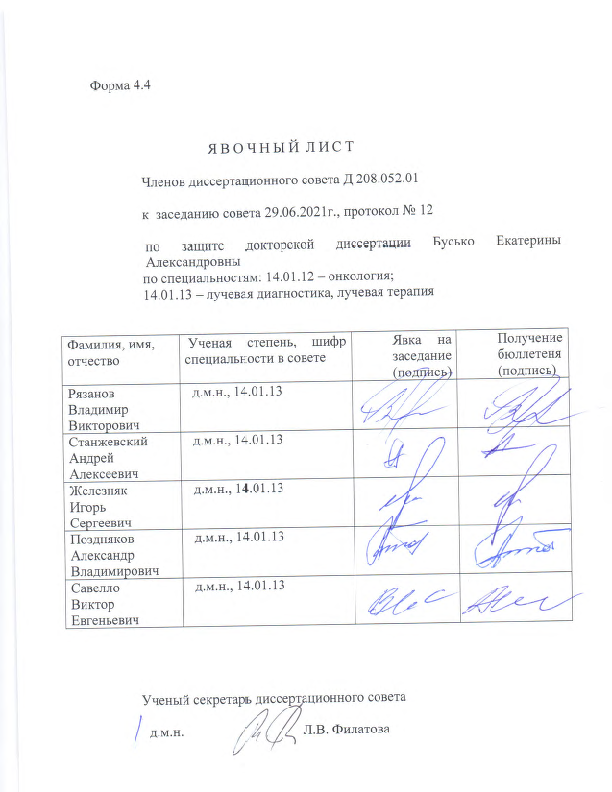 Форма 4.4
ЯВОЧНЫЙ ЛИСТ
Членов диссертационного совета Д 208.052.01
к заседанию совета 29.06.2021г., протокол № 12
по защите докторской диссертации Бусько Екатерины
Александровны
по специальностям: 14.01.12 – онкология;
14.01.13 – лучевая диагностика, лучевая терапия
Фамилия, имя, отчество
Ученая степень, шифр специальности в совете
Явка на заседание (подпись)
Получение бюллетеня (подпись)
Рязанов
Владимир
Викторович
д.м.н., 14.01.13
Станжевский
Андрей
Алексеевич
д.м.н., 14.01.13
Железняк
Игорь
Сергеевич
д.м.н., 14.01.13
Поздняков
Александр
Владимирович
д.м.н., 14.01.13
Савелло
Виктор
Евгеньевич
д.м.н., 14.01.13
Ученый секретарь диссертационного совета
д.м.н. Л.В. Филатова